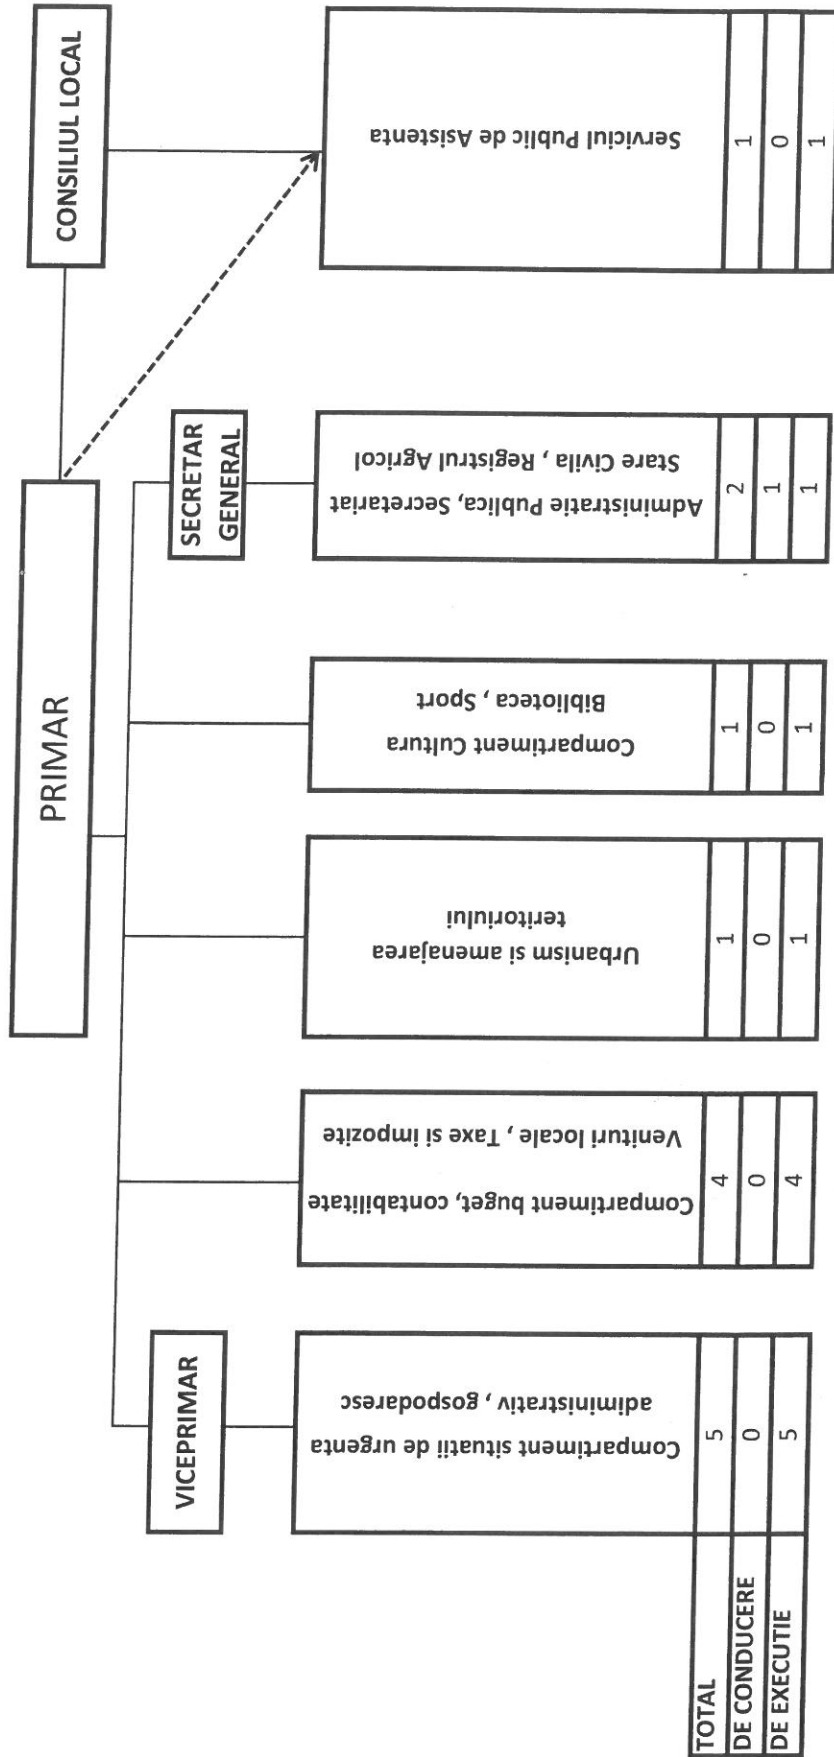 CONSILIUL LOCAL
PRIMAR
VICEPRIMAR
SECRETAR
GENERAL
Compartiment situatii de urgenta
adiministrativ , gospodaresc
Compartiment buget, contabilitate
Venituri locale , Taxe si impozite
Urbanism si amenajarea
teritoriului
Compartiment Cultura
Biblioteca , Sport
Administratie Publica, Secretariat
Stare Civila , Registrul Agricol
Serviciul Public de Asistenta
TOTAL 5 4 1 1 2 1
DE CONDUCERE 0 0 0 0 1 0
DE EXECUTIE 5 4 1 1 1 1